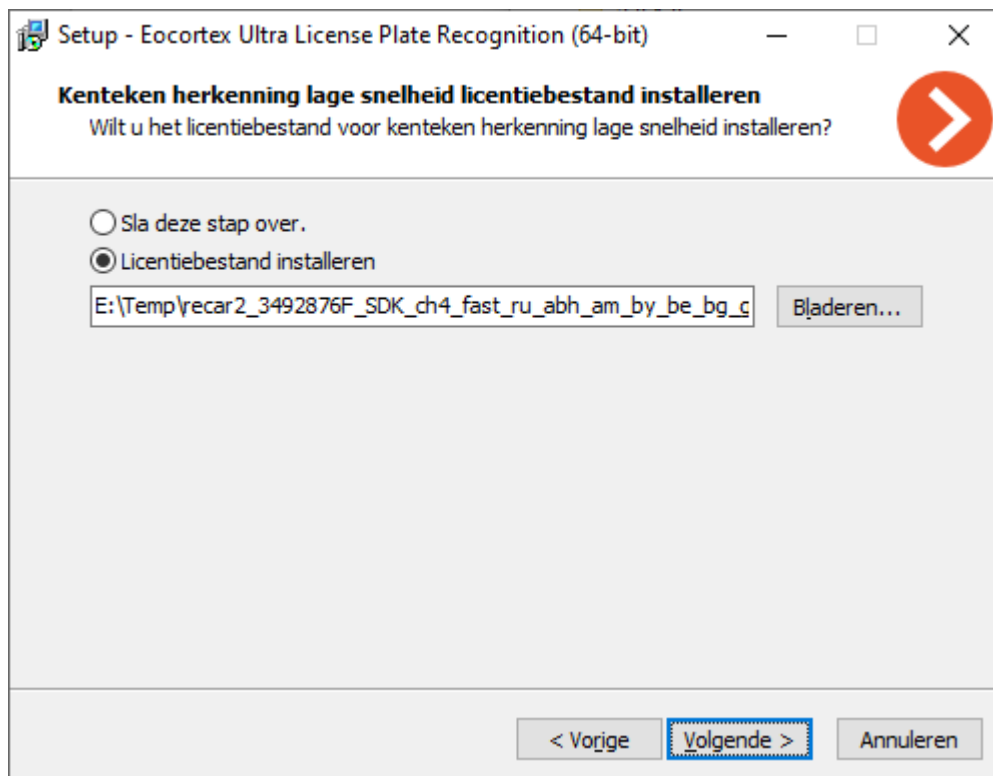 Setup - Eocortex Ultra License Plate Recognition (64-bit)
Kenteken herkenning lage snelheid licentiebestand installeren
Wilt u het licentiebestand voor kenteken herkenning lage snelheid installeren?
Sla deze stap over.
Licentiebestand installeren
E:\Temp\recar2_3492876F_SDK_ch4_fast_ru_abh_am_by_be_bg_
Bladeren...
< Vorige
Volgende >
Annuleren